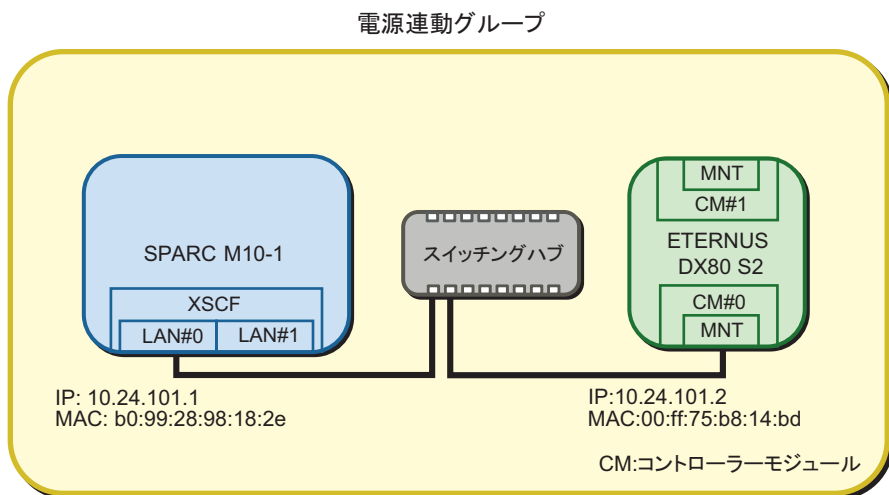 電源連動グループ
SPARC M10-1
XSCF
LAN#0
LAN#1
IP: 10.24.101.1
MAC: b0:99:28:98:18:2e
スイッチングハブ
MNT
CM#1
ETERNUS
DX80 S2
CM#0
MNT
IP:10.24.101.2
MAC:00:ff:75:b8:14:bd
CM:コントローラーモジュール